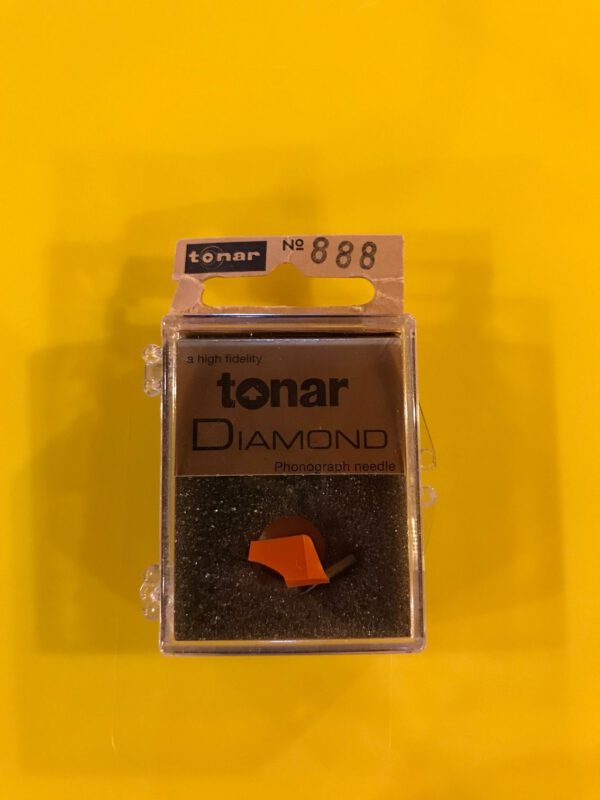 tonar Nº 888
a high fidelity
tonar
DIAMOND
Phonograph needle